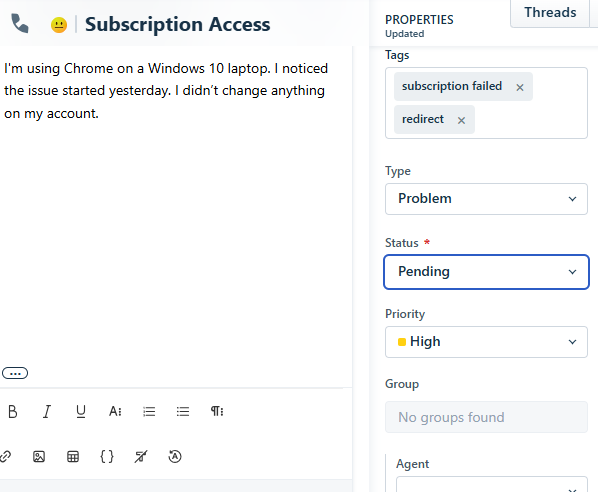 Subscription Access
I'm using Chrome on a Windows 10 laptop. I noticed
the issue started yesterday. I didn't change anything
on my account.
B I U A
PROPERTIES
Updated
Threads
Tags
subscription failed ×
redirect ×
Type
Problem
Status *
Pending
Priority
High
Group
No groups found
Agent